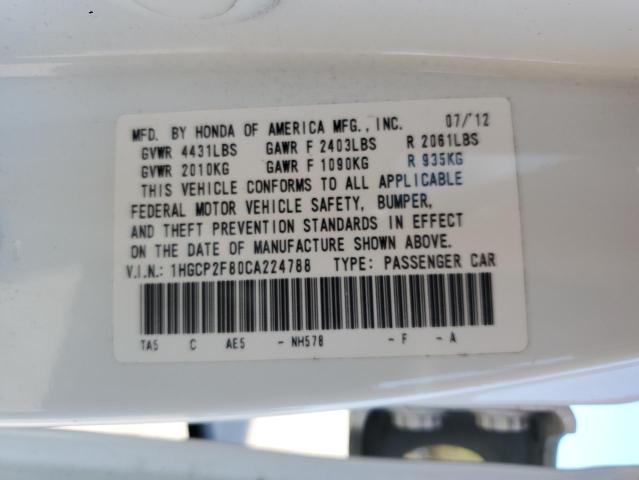 MFD. BY HONDA OF AMERICA MFG., INC. 07/'12
GVWR 4431LBS GAWR F 2403LBS R 2061LBS
GVWR 2010KG GAWR F 1090KG R 935KG
THIS VEHICLE CONFORMS TO ALL APPLICABLE
FEDERAL MOTOR VEHICLE SAFETY, BUMPER,
AND THEFT PREVENTION STANDARDS IN EFFECT
ON THE DATE OF MANUFACTURE SHOWN ABOVE.
V.I.N.: 1HGCP2F80CA224788 TYPE: PASSENGER CAR
TA5 C AE5 - NH578 - F - A